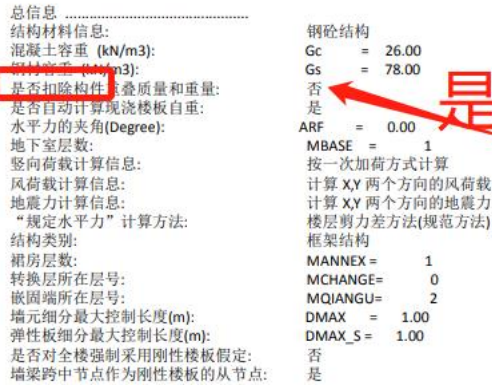 总信息 ..............................................
结构材料信息: 钢砼结构
混凝土容重 (kN/m3): Gc = 26.00
钢材容重 (kN/m3): Gs = 78.00
是否扣除构件重叠质量和重量: 否
是否自动计算现浇楼板自重: 是
是
水平力的夹角(Degree): ARF = 0.00
地下室层数: MBASE = 1
竖向荷载计算信息: 按一次加荷方式计算
风荷载计算信息: 计算 X,Y 两个方向的风荷载
地震力计算信息: 计算 X,Y 两个方向的地震力
“规定水平力”计算方法: 楼层剪力差方法(规范方法)
结构类别: 框架结构
裙房层数: MANNEX = 1
转换层所在层号: MCHANGE= 0
嵌固端所在层号: MQIANGU= 2
墙元细分最大控制长度(m): DMAX = 1.00
弹性板细分最大控制长度(m): DMAX_S = 1.00
是否对全楼强制采用刚性楼板假定: 否
墙梁跨中节点作为刚性楼板的从节点: 是